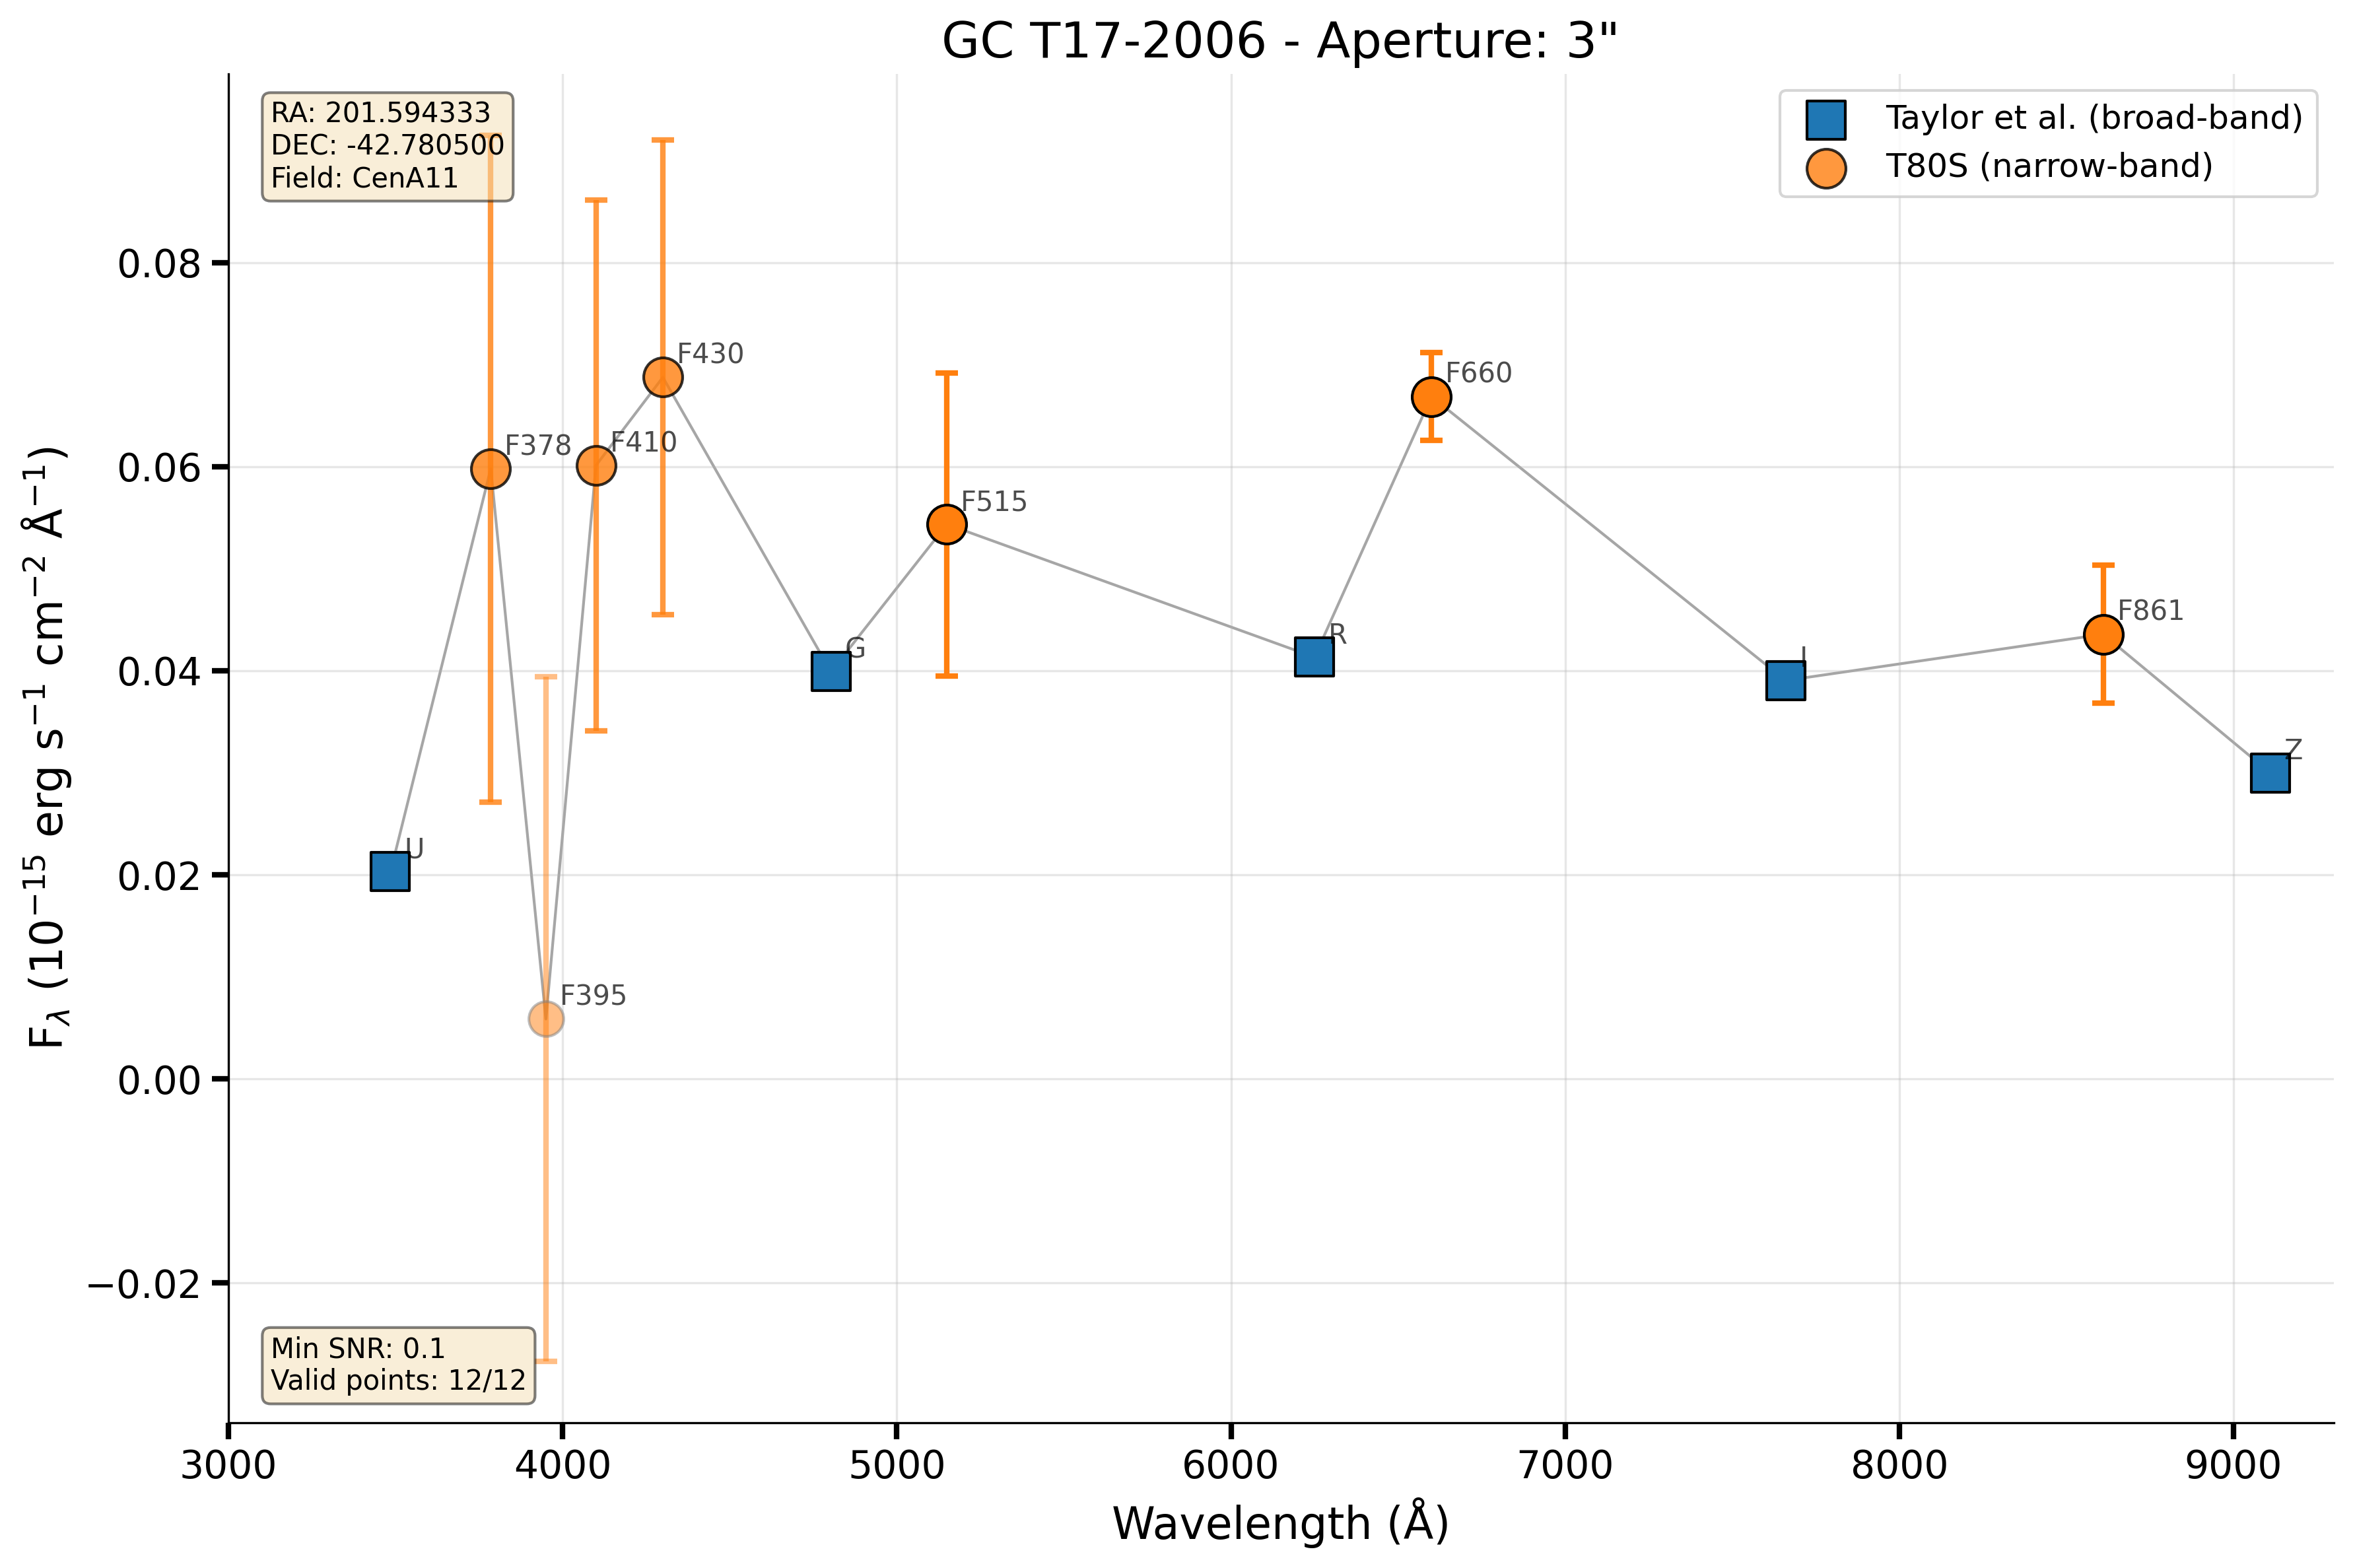 GC T17-2006 - Aperture: 3"
RA: 201.594333
DEC: -42.780500
Field: CenA11
Taylor et al. (broad-band)
T80S (narrow-band)
0.08
0.06
0.04
0.02
0.00
−0.02
F_λ (10⁻¹⁵ erg s⁻¹ cm⁻² Å⁻¹)
U
F378
F395
F410
F430
G
F515
R
F660
I
F861
Z
Min SNR: 0.1
Valid points: 12/12
3000 4000 5000 6000 7000 8000 9000
Wavelength (Å)